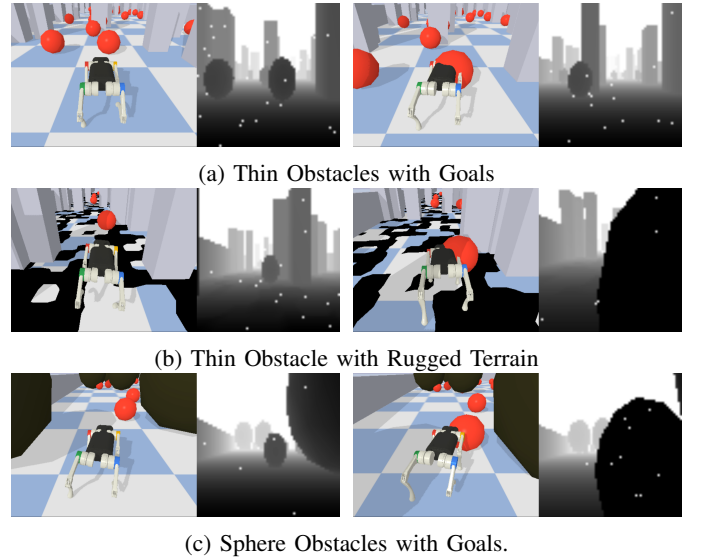 (a) Thin Obstacles with Goals
(b) Thin Obstacle with Rugged Terrain
(c) Sphere Obstacles with Goals.